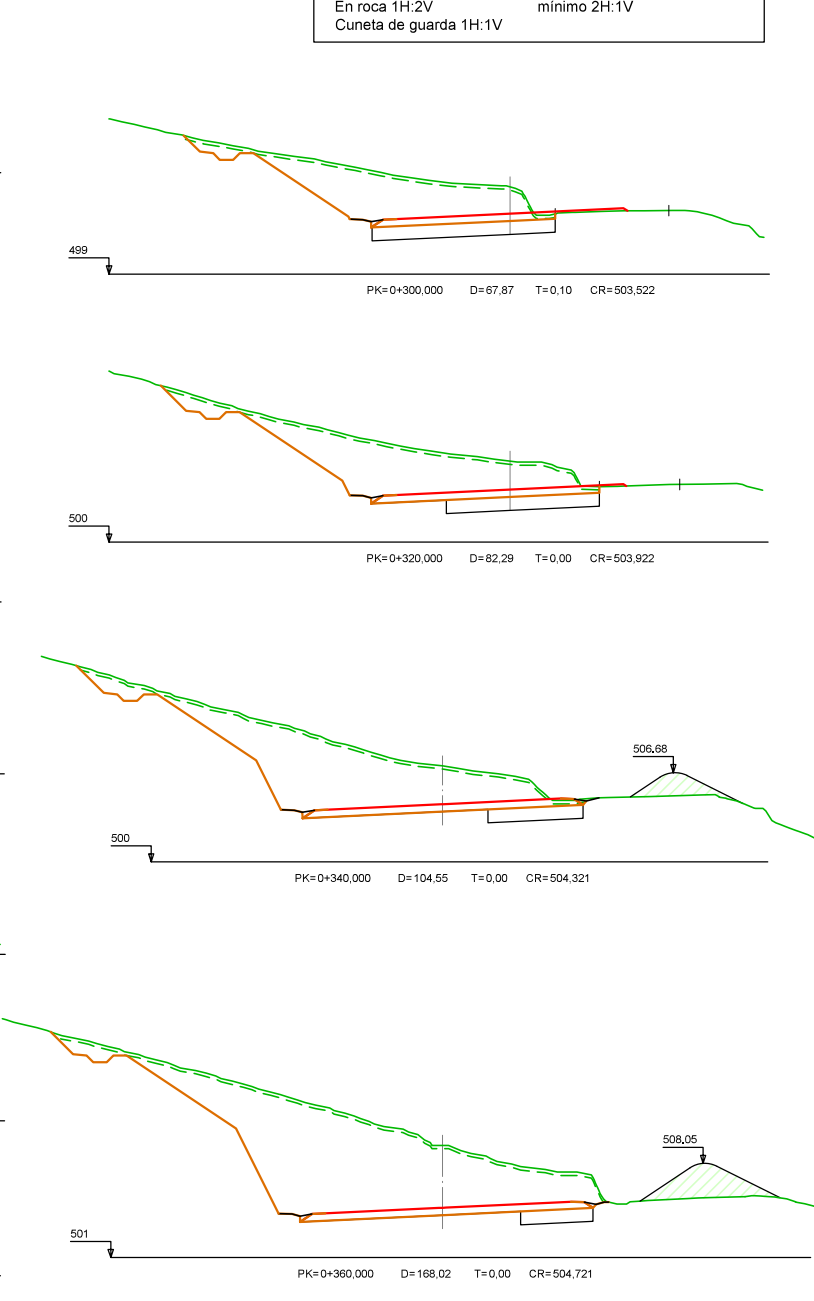 En roca 1H:2V mínimo 2H:1V
Cuneta de guarda 1H:1V
499
PK=0+300,000 D=67,87 T=0,10 CR=503,522
500
PK=0+320,000 D=82,29 T=0,00 CR=503,922
506.68
500
PK=0+340,000 D=104,55 T=0,00 CR=504,321
508.05
501
PK=0+360,000 D=168,02 T=0,00 CR=504,721